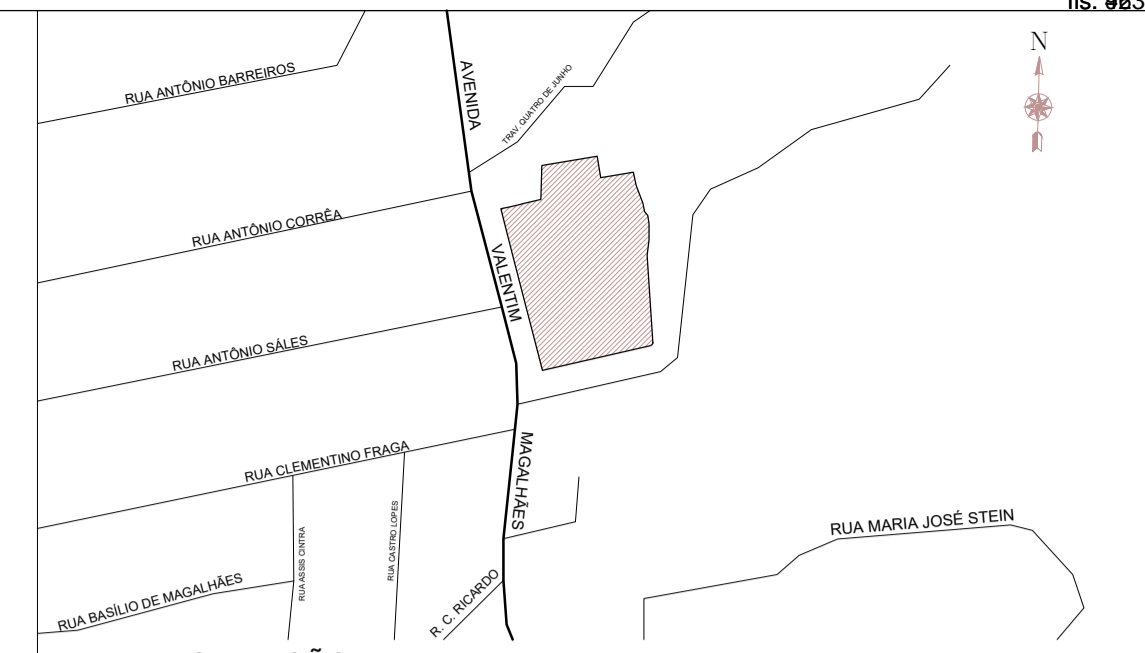 fls.
N
RUA ANTÔNIO BARREIROS
AVENIDA
TRAV. QUATRO DE JUNHO
RUA ANTÔNIO CORRÊA
VALENTIM
RUA ANTÔNIO SÁLES
RUA CLEMENTINO FRAGA
MAGALHÃES
RUA ASSIS CINTRA
RUA CASTRO LOPES
RUA MARIA JOSÉ STEIN
RUA BASÍLIO DE MAGALHÃES
R. C. RICARDO